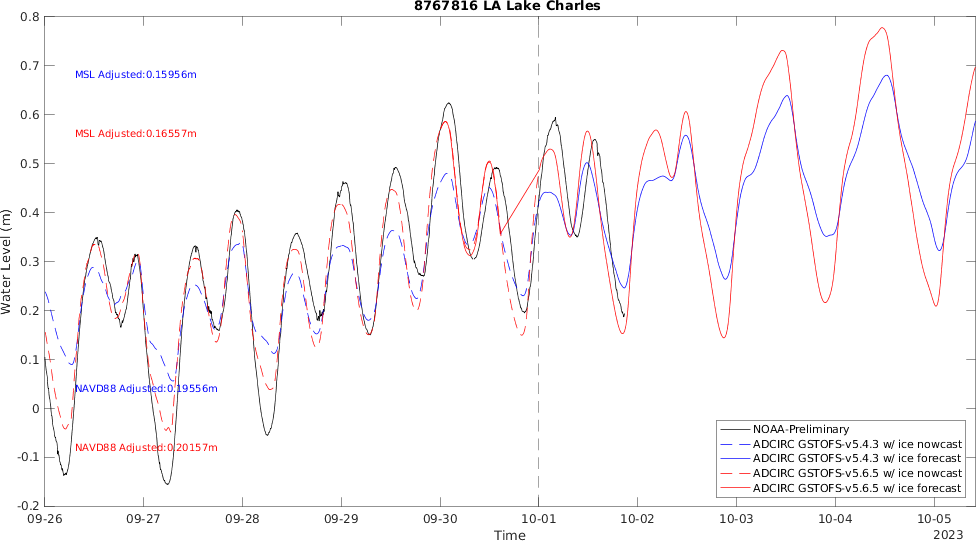 8767816 LA Lake Charles
0.8
0.7
0.6
0.5
0.4
0.3
0.2
0.1
0
-0.1
-0.2
Water Level (m)
MSL Adjusted:0.15956m
MSL Adjusted:0.16557m
NAVD88 Adjusted:0.19556m
NAVD88 Adjusted:0.20157m
NOAA-Preliminary
ADCIRC GSTOFS-v5.4.3 w/ ice nowcast
ADCIRC GSTOFS-v5.4.3 w/ ice forecast
ADCIRC GSTOFS-v5.6.5 w/ ice nowcast
ADCIRC GSTOFS-v5.6.5 w/ ice forecast
09-26 09-27 09-28 09-29 09-30 10-01 10-02 10-03 10-04 10-05
Time
2023